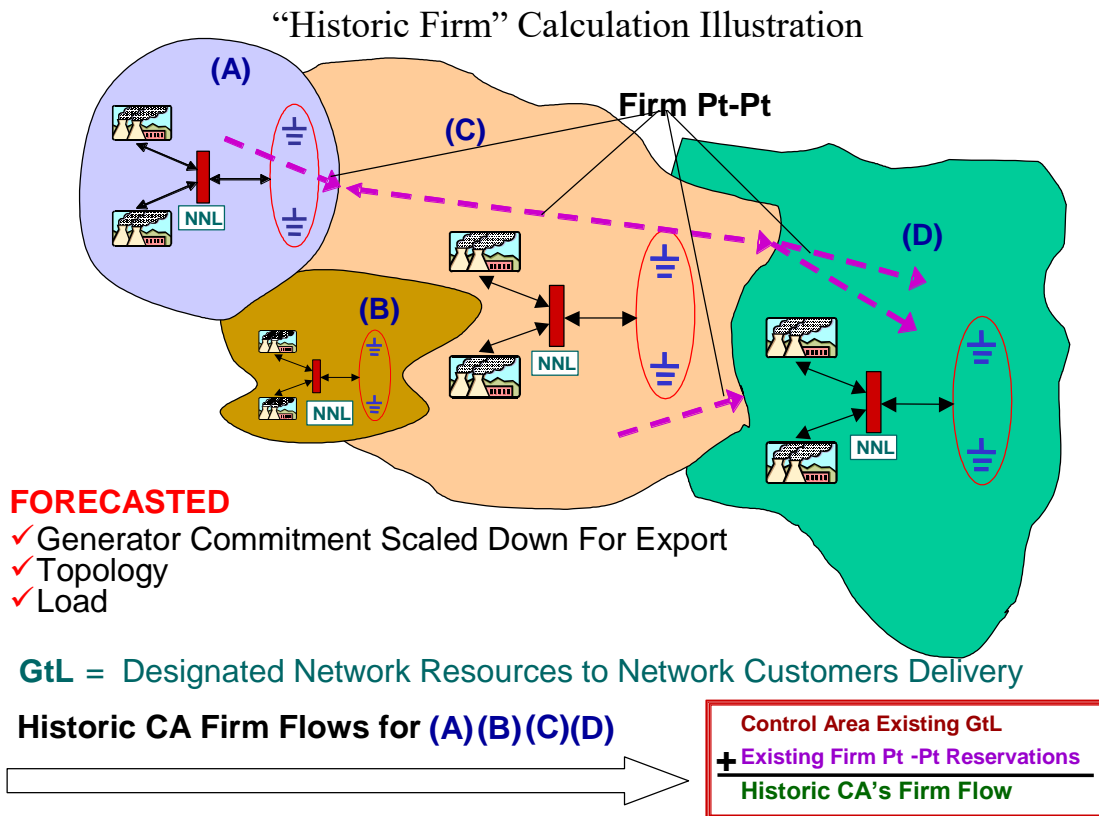 “Historic Firm” Calculation Illustration
(A)
Firm Pt-Pt
(C)
NNL
(D)
(B)
NNL
NNL
NNL
FORECASTED
✓Generator Commitment Scaled Down For Export
✓Topology
✓Load
GtL = Designated Network Resources to Network Customers Delivery
Historic CA Firm Flows for (A)(B)(C)(D)
Control Area Existing GtL
+ Existing Firm Pt -Pt Reservations
Historic CA's Firm Flow